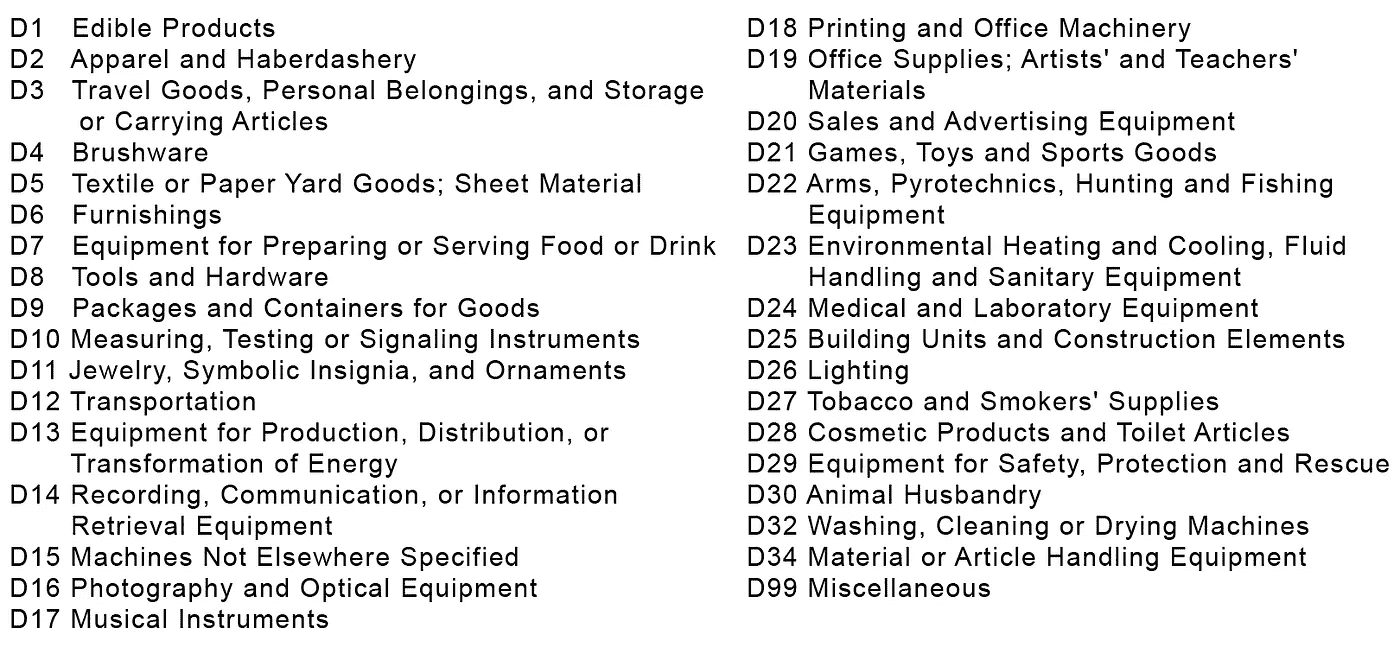 D1 Edible Products
D2 Apparel and Haberdashery
D3 Travel Goods, Personal Belongings, and Storage
or Carrying Articles
D4 Brushware
D5 Textile or Paper Yard Goods; Sheet Material
D6 Furnishings
D7 Equipment for Preparing or Serving Food or Drink
D8 Tools and Hardware
D9 Packages and Containers for Goods
D10 Measuring, Testing or Signaling Instruments
D11 Jewelry, Symbolic Insignia, and Ornaments
D12 Transportation
D13 Equipment for Production, Distribution, or
Transformation of Energy
D14 Recording, Communication, or Information
Retrieval Equipment
D15 Machines Not Elsewhere Specified
D16 Photography and Optical Equipment
D17 Musical Instruments
D18 Printing and Office Machinery
D19 Office Supplies; Artists' and Teachers'
Materials
D20 Sales and Advertising Equipment
D21 Games, Toys and Sports Goods
D22 Arms, Pyrotechnics, Hunting and Fishing
Equipment
D23 Environmental Heating and Cooling, Fluid
Handling and Sanitary Equipment
D24 Medical and Laboratory Equipment
D25 Building Units and Construction Elements
D26 Lighting
D27 Tobacco and Smokers' Supplies
D28 Cosmetic Products and Toilet Articles
D29 Equipment for Safety, Protection and Rescue
D30 Animal Husbandry
D32 Washing, Cleaning or Drying Machines
D34 Material or Article Handling Equipment
D99 Miscellaneous